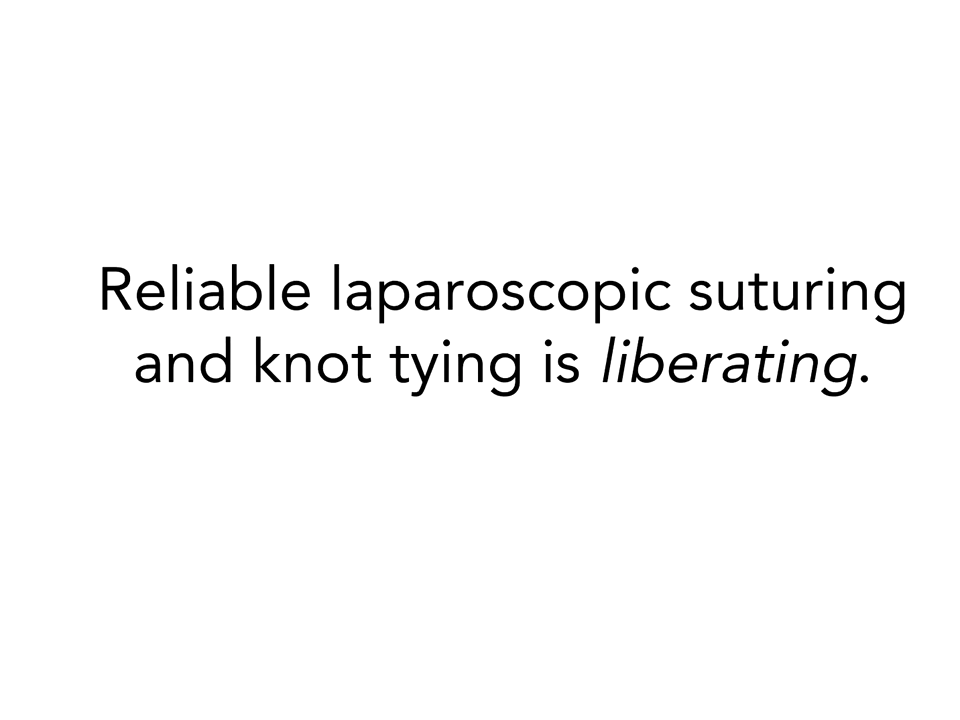 Reliable laparoscopic suturing
and knot tying is liberating.